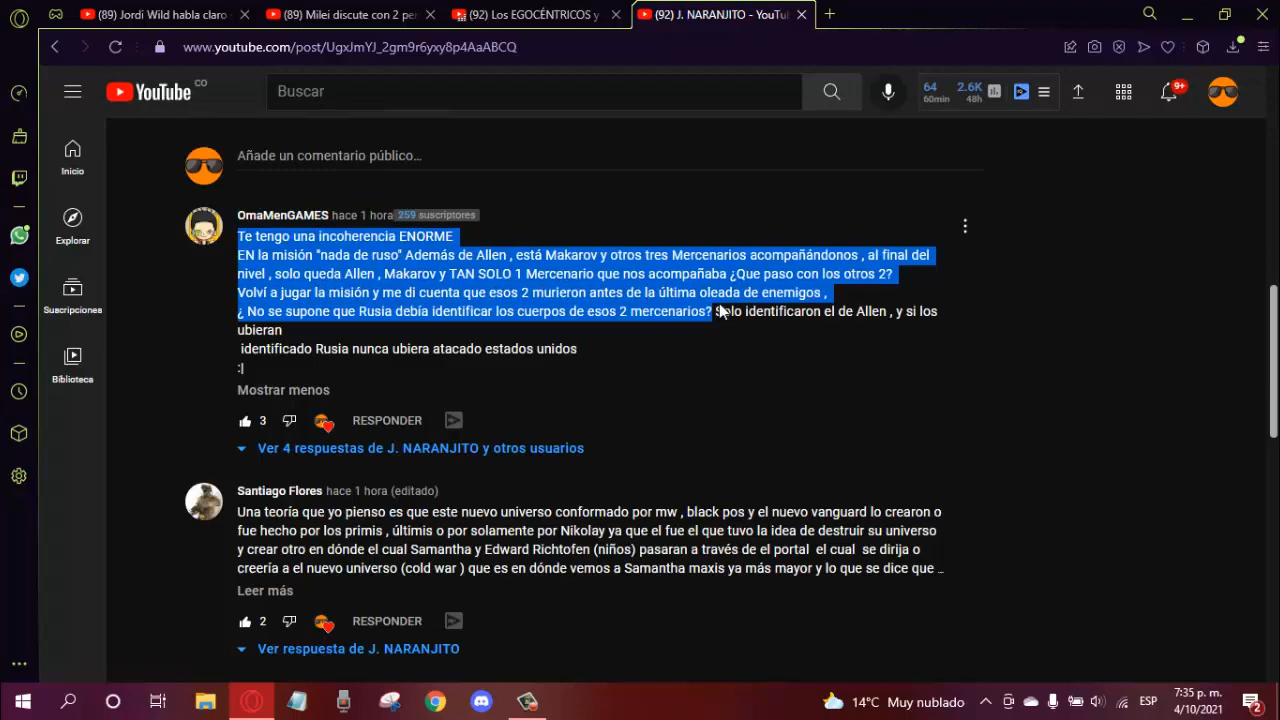 (89) Jordi Wild habla claro
(89) Milei discute con 2 pe
(92) Los EGOCÉNTRICOS y
(92) J. NARANJITO - YouTu
www.youtube.com/post/UgxJmYJ_2gm9r6yxy8p4AaABCQ
YouTube CO
Buscar
64 60min
2.6K 48h
9+
Inicio
Explorar
Suscripciones
Biblioteca
Añade un comentario público...
OmaMenGAMES hace 1 hora 259 suscriptores
Te tengo una incoherencia ENORME
EN la misión "nada de ruso" Además de Allen , está Makarov y otros tres Mercenarios acompañándonos , al final del
nivel , solo queda Allen , Makarov y TAN SOLO 1 Mercenario que nos acompañaba ¿Que paso con los otros 2?
Volví a jugar la misión y me di cuenta que esos 2 murieron antes de la última oleada de enemigos ,
¿ No se supone que Rusia debía identificar los cuerpos de esos 2 mercenarios? Solo identificaron el de Allen , y si los
ubieran
identificado Rusia nunca ubiera atacado estados unidos
:|
Mostrar menos
3 RESPONDER
Ver 4 respuestas de J. NARANJITO y otros usuarios
Santiago Flores hace 1 hora (editado)
Una teoría que yo pienso es que este nuevo universo conformado por mw , black pos y el nuevo vanguard lo crearon o
fue hecho por los primis , últimis o por solamente por Nikolay ya que el fue el que tuvo la idea de destruir su universo
y crear otro en dónde el cual Samantha y Edward Richtofen (niños) pasaran a través de el portal el cual se dirija o
creería a el nuevo universo (cold war ) que es en dónde vemos a Samantha maxis ya más mayor y lo que se dice que ...
Leer más
2 RESPONDER
Ver respuesta de J. NARANJITO
14°C Muy nublado
ESP
7:35 p. m.
4/10/2021
2